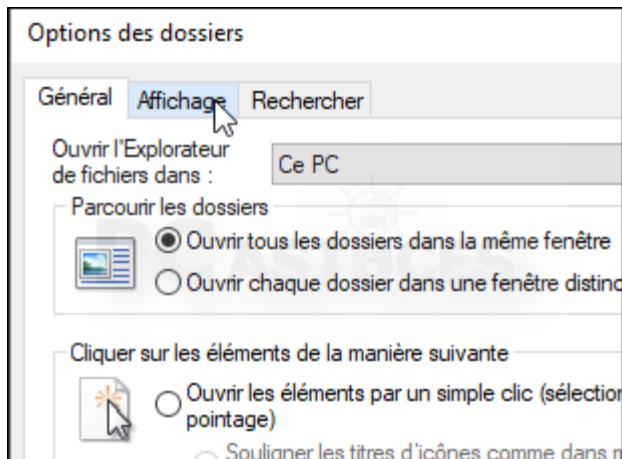 Options des dossiers
Général Affichage Rechercher
Ouvrir l'Explorateur
de fichiers dans :
Ce PC
Parcourir les dossiers
Ouvrir tous les dossiers dans la même fenêtre
Ouvrir chaque dossier dans une fenêtre distinc
Cliquer sur les éléments de la manière suivante
Ouvrir les éléments par un simple clic (sélection
pointage)
Souligner les titres d'icônes comme dans m
PC ASTUCES